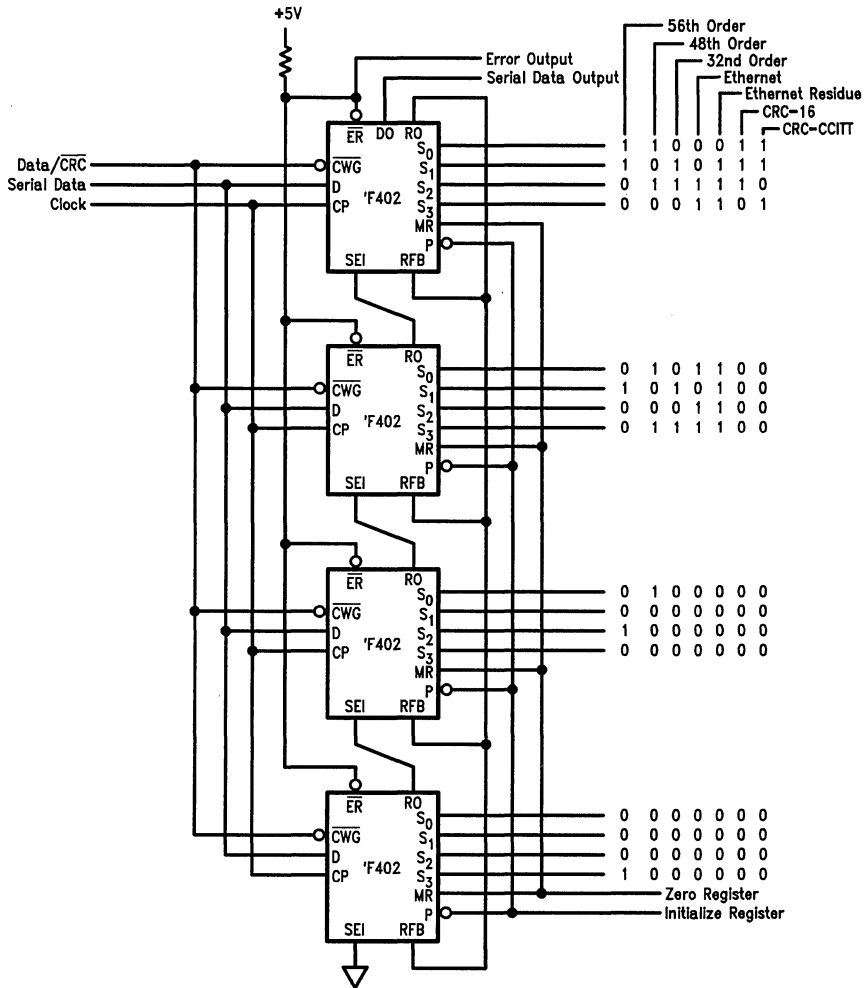 +5V
56th Order
48th Order
32nd Order
Ethernet
Ethernet Residue
CRC-16
CRC-CCITT
Error Output
Serial Data Output
Data/CRC
Serial Data
Clock
ER DO RO
CWG
D
CP
'F402
S0 1 1 0 0 0 1 1
S1 1 0 1 0 1 1 1
S2 0 1 1 1 1 1 0
S3 0 0 0 1 1 0 1
MR
P
SEI RFB
ER RO
CWG
D
CP
'F402
S0 0 1 0 1 1 0 0
S1 1 0 1 0 1 0 0
S2 0 0 0 1 1 0 0
S3 0 1 1 1 1 0 0
MR
P
SEI RFB
ER RO
CWG
D
CP
'F402
S0 0 1 0 0 0 0 0
S1 0 0 0 0 0 0 0
S2 1 0 0 0 0 0 0
S3 0 0 0 0 0 0 0
MR
P
SEI RFB
ER RO
CWG
D
CP
'F402
S0 0 0 0 0 0 0 0
S1 0 0 0 0 0 0 0
S2 0 0 0 0 0 0 0
S3 1 0 0 0 0 0 0
MR Zero Register
P Initialize Register
SEI RFB